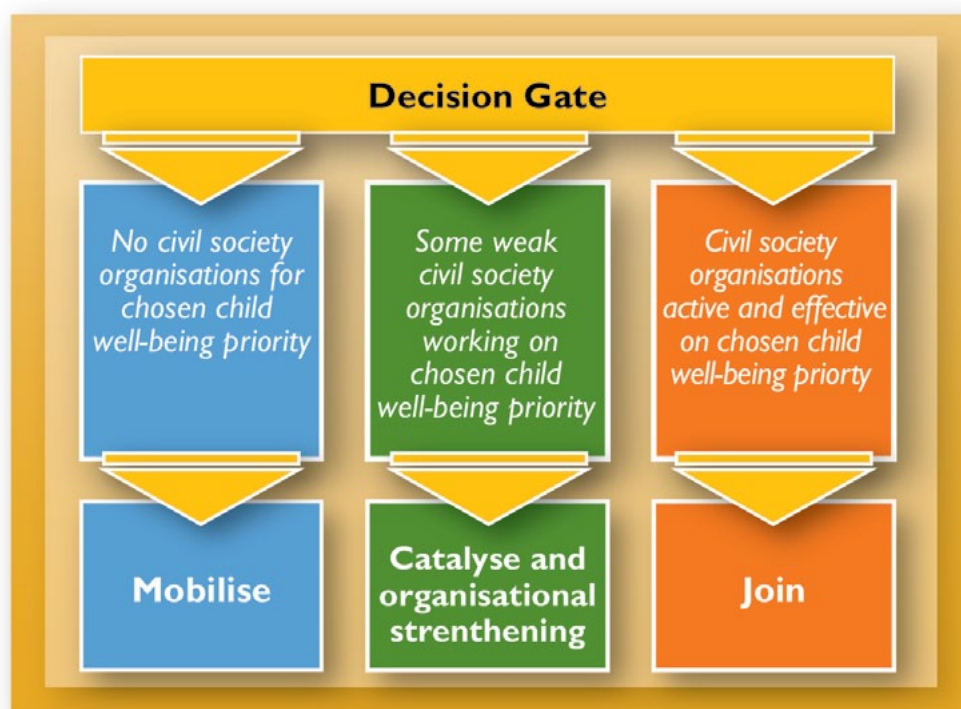 Decision Gate
No civil society
organisations for
chosen child
well-being priority
Some weak
civil society
organisations
working on
chosen child
well-being priority
Civil society
organisations
active and effective
on chosen child
well-being priorty
Mobilise
Catalyse and
organisational
strenthening
Join